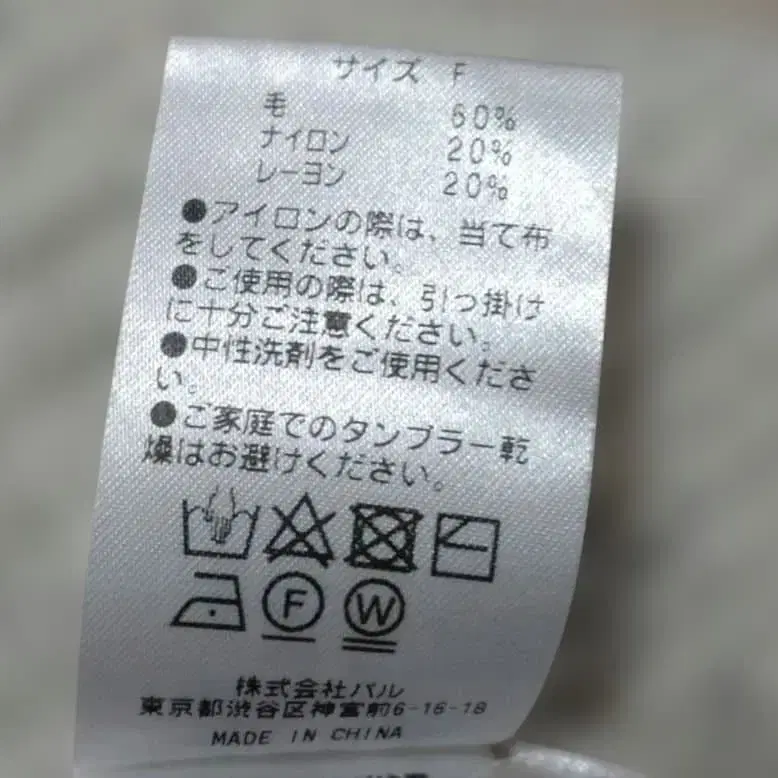 サイズ F
毛 60%
ナイロン 20%
レーヨン 20%
●アイロンの際は、当て布
をしてください。
●ご使用の際は、引っ掛け
に十分ご注意ください。
●中性洗剤をご使用くださ
い。
●ご家庭でのタンブラー乾
燥はお避けください。
F W
株式会社パル
東京都渋谷区神宮前6-16-18
MADE IN CHINA